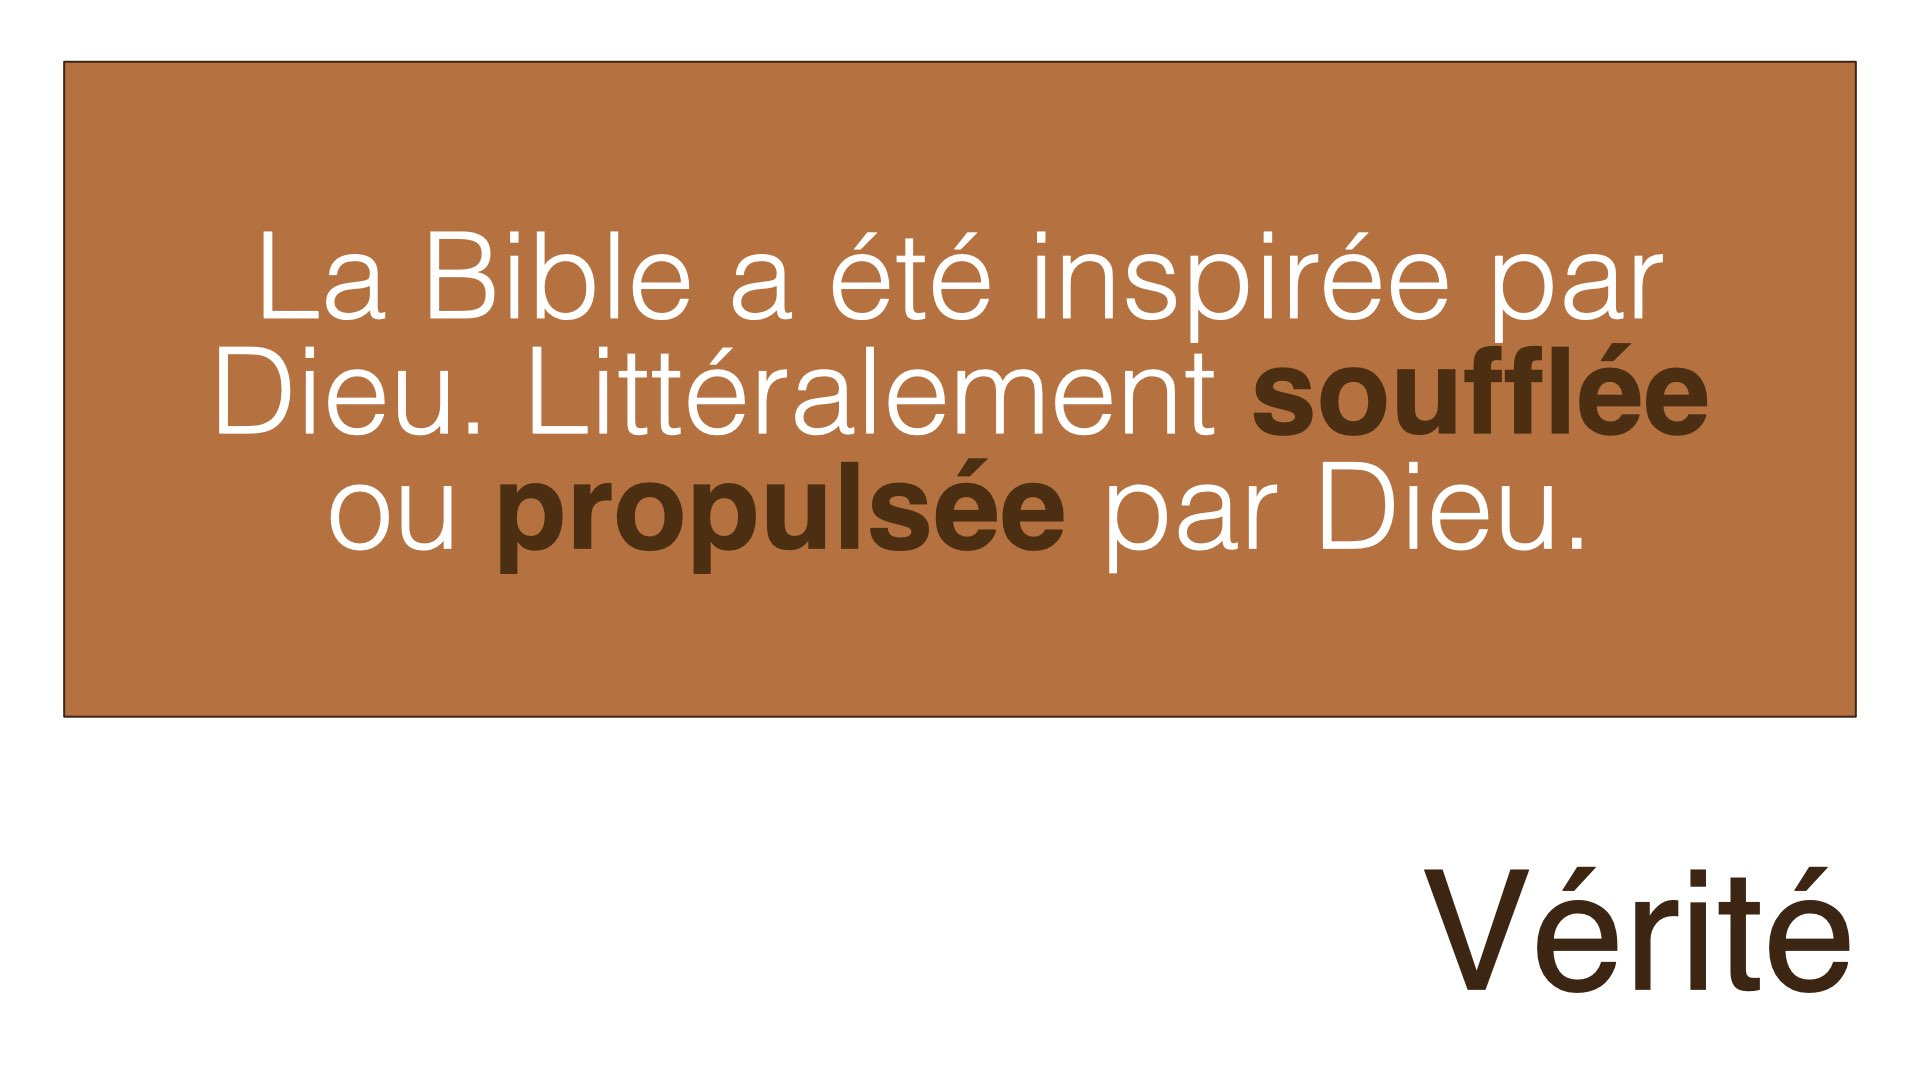 La Bible a été inspirée par
Dieu. Littéralement soufflée
ou propulsée par Dieu.
Vérité